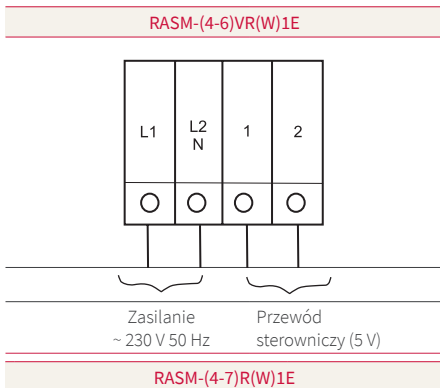 RASM-(4-6)VR(W)1E
L1 L2 N 1 2
Zasilanie
~ 230 V 50 Hz
Przewód
sterowniczy (5 V)
RASM-(4-7)R(W)1E